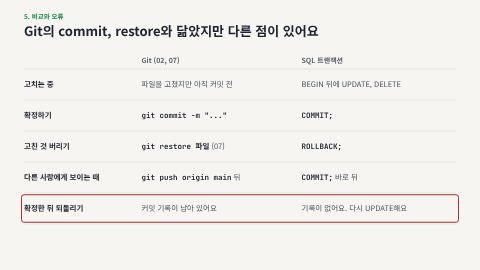 5. 비교와 오류
Git의 commit, restore와 닮았지만 다른 점이 있어요
Git (02, 07) SQL 트랜잭션
고치는 중 파일을 고쳤지만 아직 커밋 전 BEGIN 뒤에 UPDATE, DELETE
확정하기 git commit -m "..." COMMIT;
고친 것 버리기 git restore 파일 (07) ROLLBACK;
다른 사람에게 보이는 때 git push origin main 뒤 COMMIT; 바로 뒤
확정한 뒤 되돌리기 커밋 기록이 남아 있어요 기록이 없어요. 다시 UPDATE해요